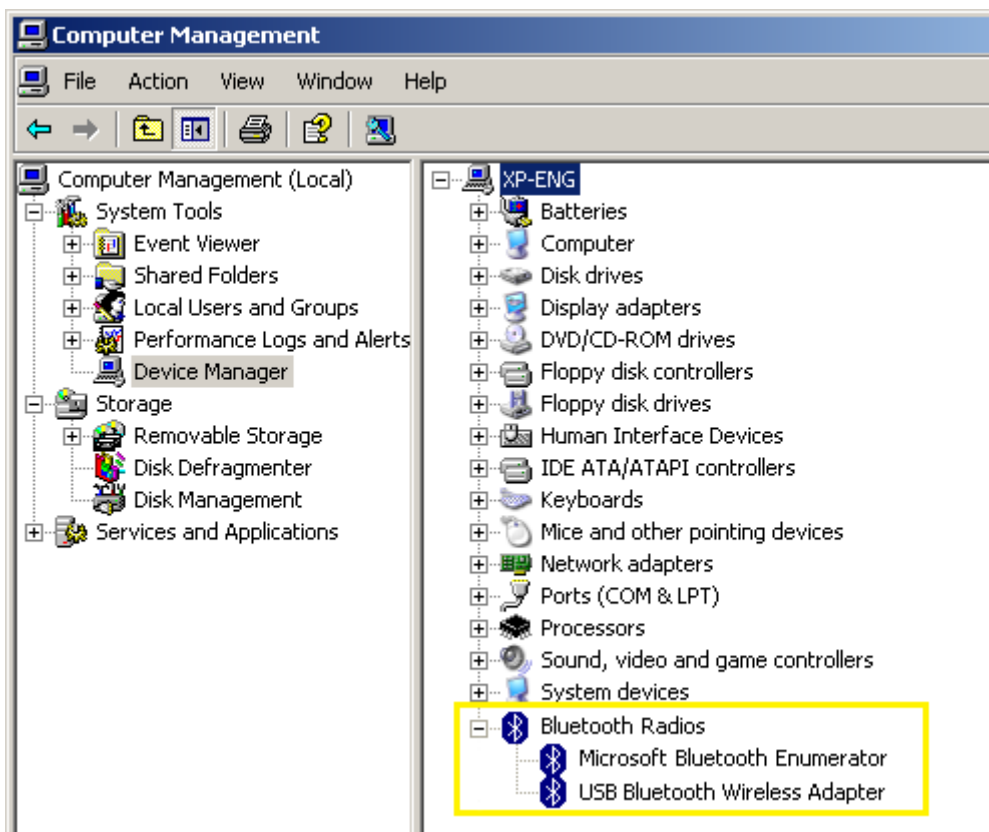 Computer Management
File Action View Window Help
Computer Management (Local)
System Tools
Event Viewer
Shared Folders
Local Users and Groups
Performance Logs and Alerts
Device Manager
Storage
Removable Storage
Disk Defragmenter
Disk Management
Services and Applications
XP-ENG
Batteries
Computer
Disk drives
Display adapters
DVD/CD-ROM drives
Floppy disk controllers
Floppy disk drives
Human Interface Devices
IDE ATA/ATAPI controllers
Keyboards
Mice and other pointing devices
Network adapters
Ports (COM & LPT)
Processors
Sound, video and game controllers
System devices
Bluetooth Radios
Microsoft Bluetooth Enumerator
USB Bluetooth Wireless Adapter